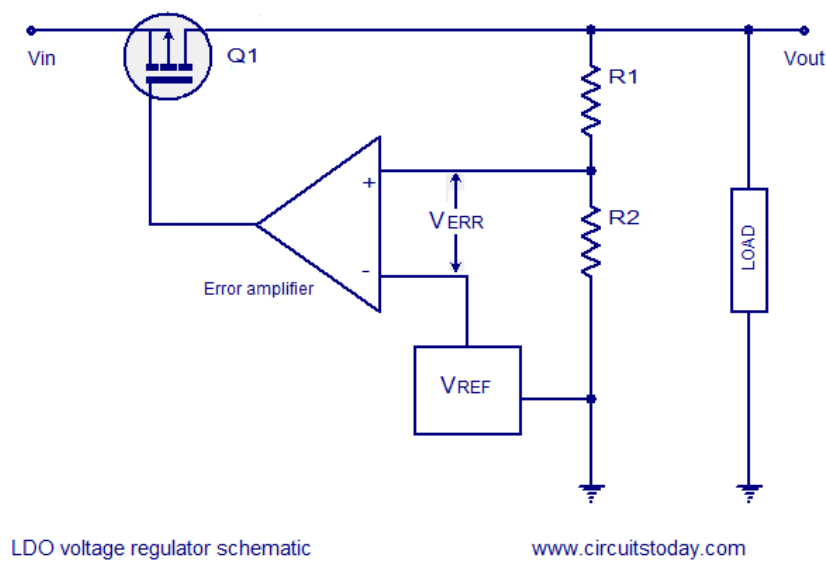 Vin
Q1
Vout
R1
+
VERR
R2
LOAD
-
Error amplifier
VREF
LDO voltage regulator schematic
www.circuitstoday.com